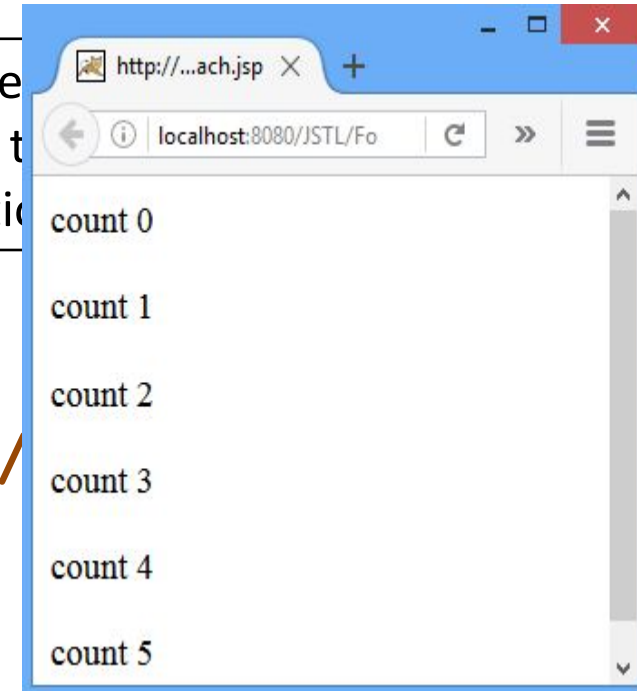 http://...ach.jsp
localhost:8080/JSTL/Fo
count 0
count 1
count 2
count 3
count 4
count 5